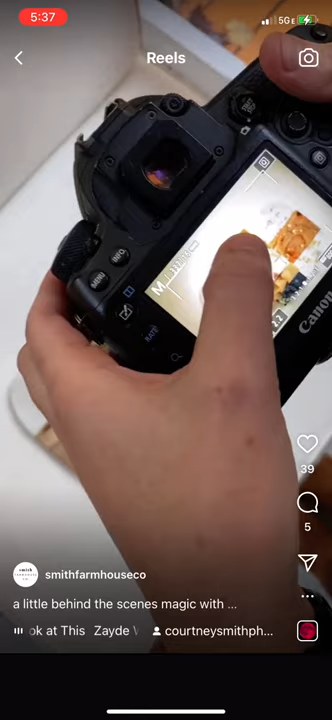 5:37
5G E
Reels
INFO.
MENU
RATE
M
Canon
39
5
smith
smithfarmhouseco
a little behind the scenes magic with ...
ok at This Zayde
courtneysmithph...